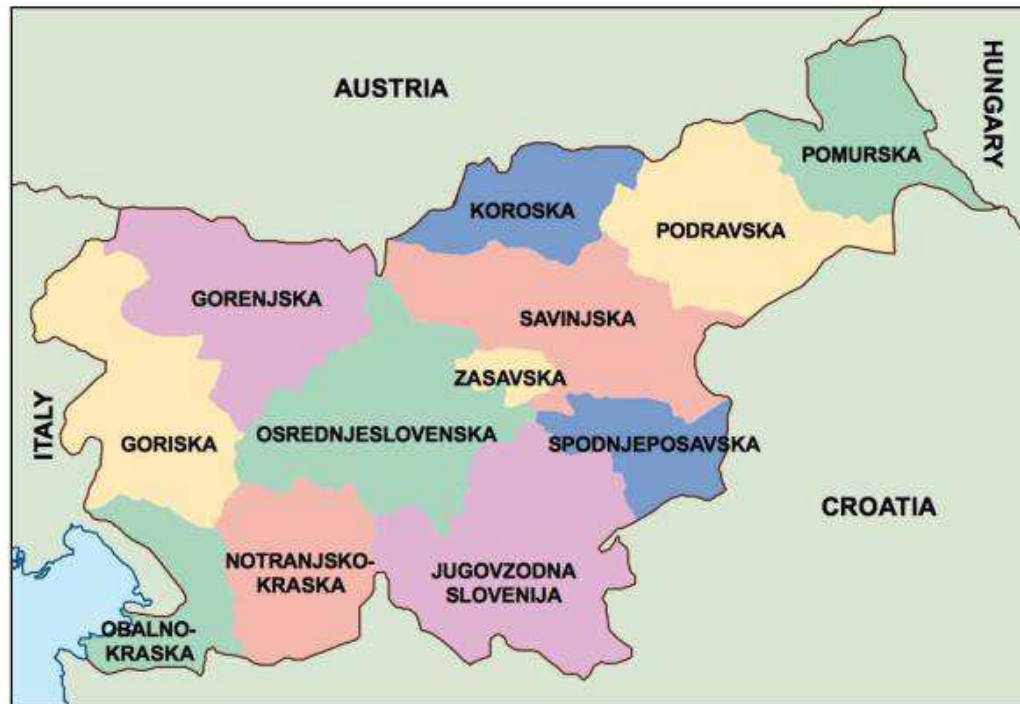 AUSTRIA
HUNGARY
POMURSKA
KOROSKA
PODRAVSKA
GORENJSKA
SAVINJSKA
ZASAVSKA
ITALY
GORISKA
OSREDNJESLOVENSKA
SPODNJEPOSAVSKA
CROATIA
NOTRANJSKO-
KRASKA
JUGOVZODNA
SLOVENIJA
OBALNO-
KRASKA